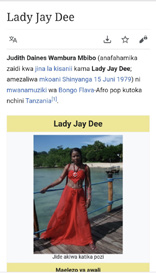 Lady Jay Dee
Judith Daines Wambura Mbibo (anafahamika
zaidi kwa jina la kisanii kama Lady Jay Dee;
amezaliwa mkoani Shinyanga 15 Juni 1979) ni
mwanamuziki wa Bongo Flava-Afro pop kutoka
nchini Tanzania[1].
Lady Jay Dee
Jide akiwa katika pozi
Maelezo ya awali